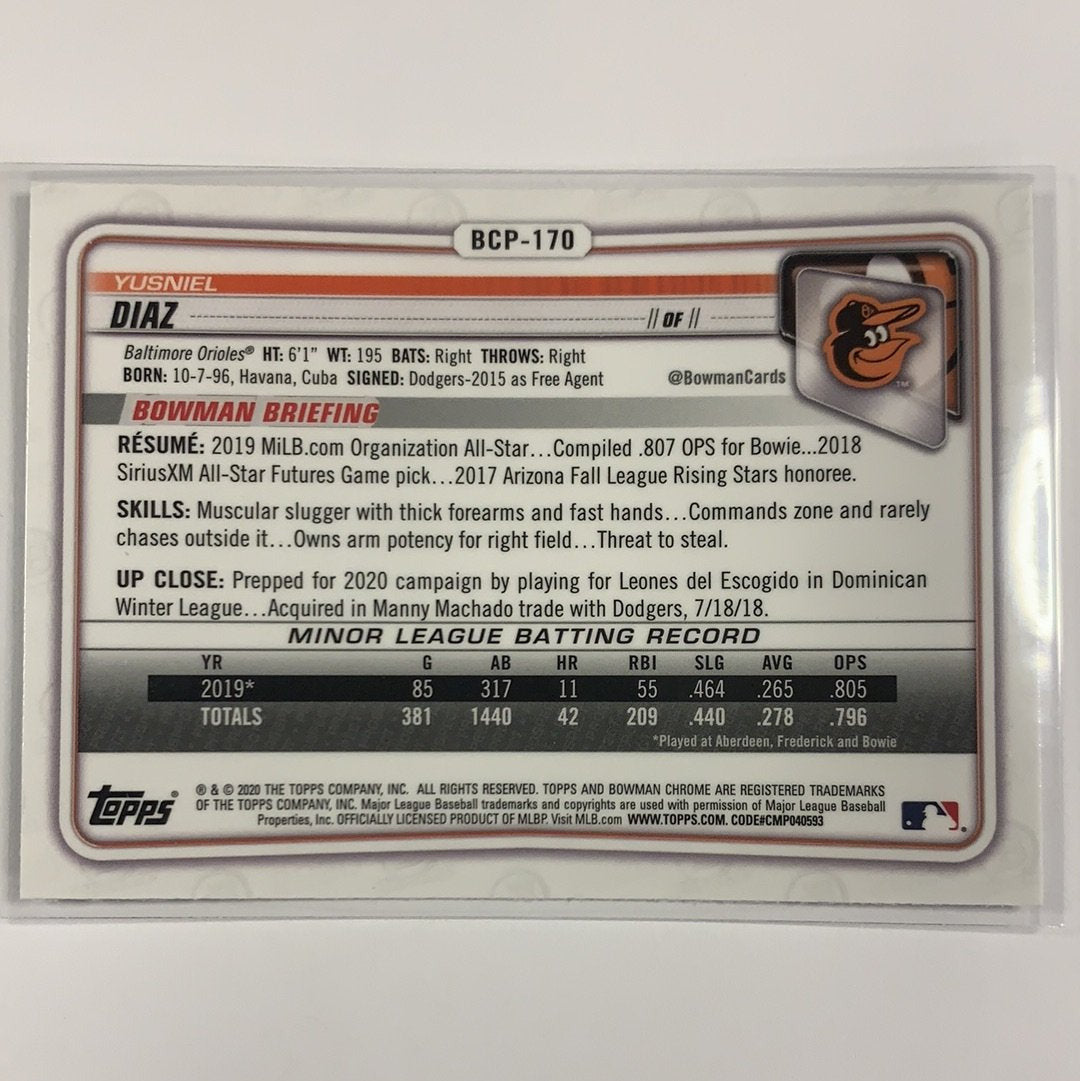 BCP-170
YUSNIEL
DIAZ // OF //
Baltimore Orioles® HT: 6'1" WT: 195 BATS: Right THROWS: Right
BORN: 10-7-96, Havana, Cuba SIGNED: Dodgers-2015 as Free Agent @BowmanCards
TM
BOWMAN BRIEFING
RÉSUMÉ: 2019 MiLB.com Organization All-Star...Compiled .807 OPS for Bowie...2018
SiriusXM All-Star Futures Game pick...2017 Arizona Fall League Rising Stars honoree.
SKILLS: Muscular slugger with thick forearms and fast hands...Commands zone and rarely
chases outside it...Owns arm potency for right field...Threat to steal.
UP CLOSE: Prepped for 2020 campaign by playing for Leones del Escogido in Dominican
Winter League...Acquired in Manny Machado trade with Dodgers, 7/18/18.
MINOR LEAGUE BATTING RECORD
YR G AB HR RBI SLG AVG OPS
2019* 85 317 11 55 .464 .265 .805
TOTALS 381 1440 42 209 .440 .278 .796
*Played at Aberdeen, Frederick and Bowie
Topps®
® & © 2020 THE TOPPS COMPANY, INC. ALL RIGHTS RESERVED. TOPPS AND BOWMAN CHROME ARE REGISTERED TRADEMARKS
OF THE TOPPS COMPANY, INC. Major League Baseball trademarks and copyrights are used with permission of Major League Baseball
Properties, Inc. OFFICIALLY LICENSED PRODUCT OF MLBP. Visit MLB.com WWW.TOPPS.COM. CODE#CMP040593